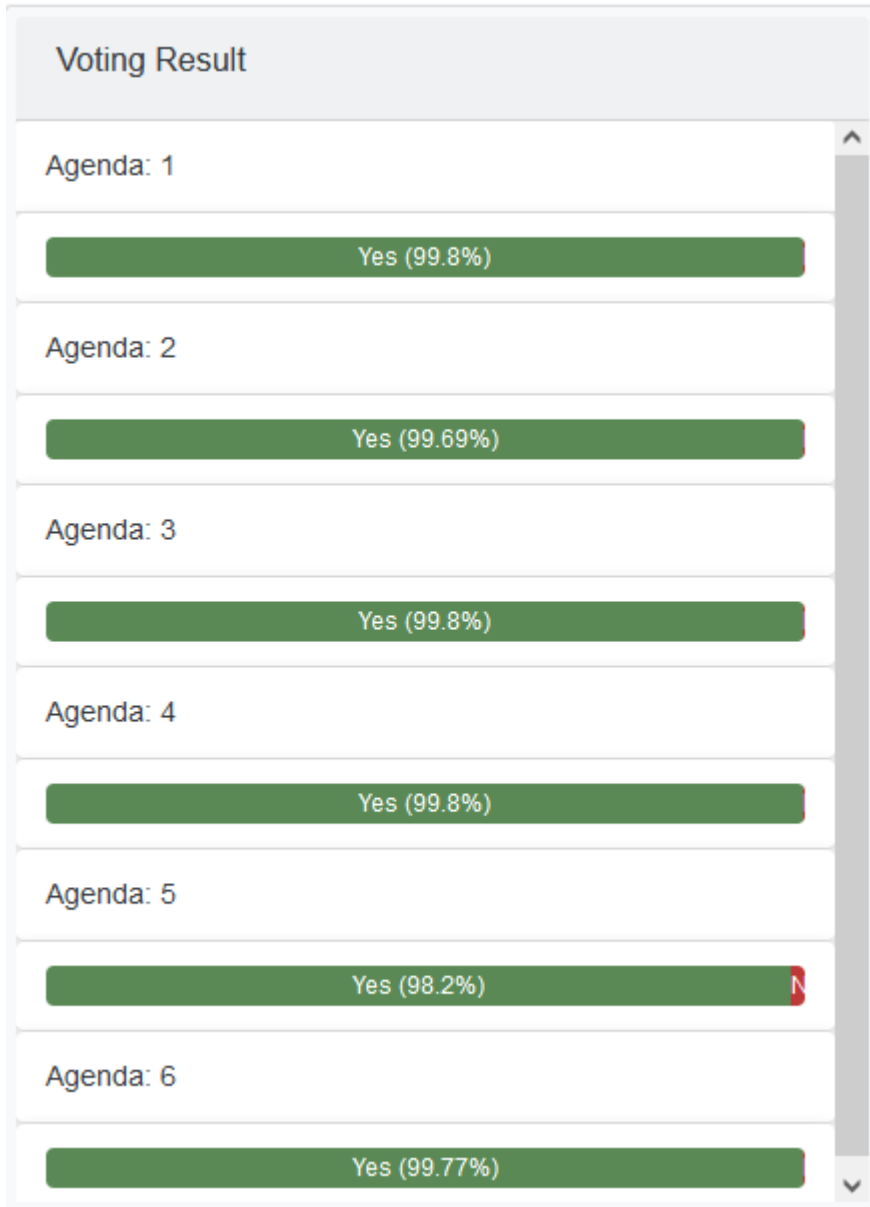 Voting Result
Agenda: 1
Yes (99.8%)
Agenda: 2
Yes (99.69%)
Agenda: 3
Yes (99.8%)
Agenda: 4
Yes (99.8%)
Agenda: 5
Yes (98.2%) N
Agenda: 6
Yes (99.77%)